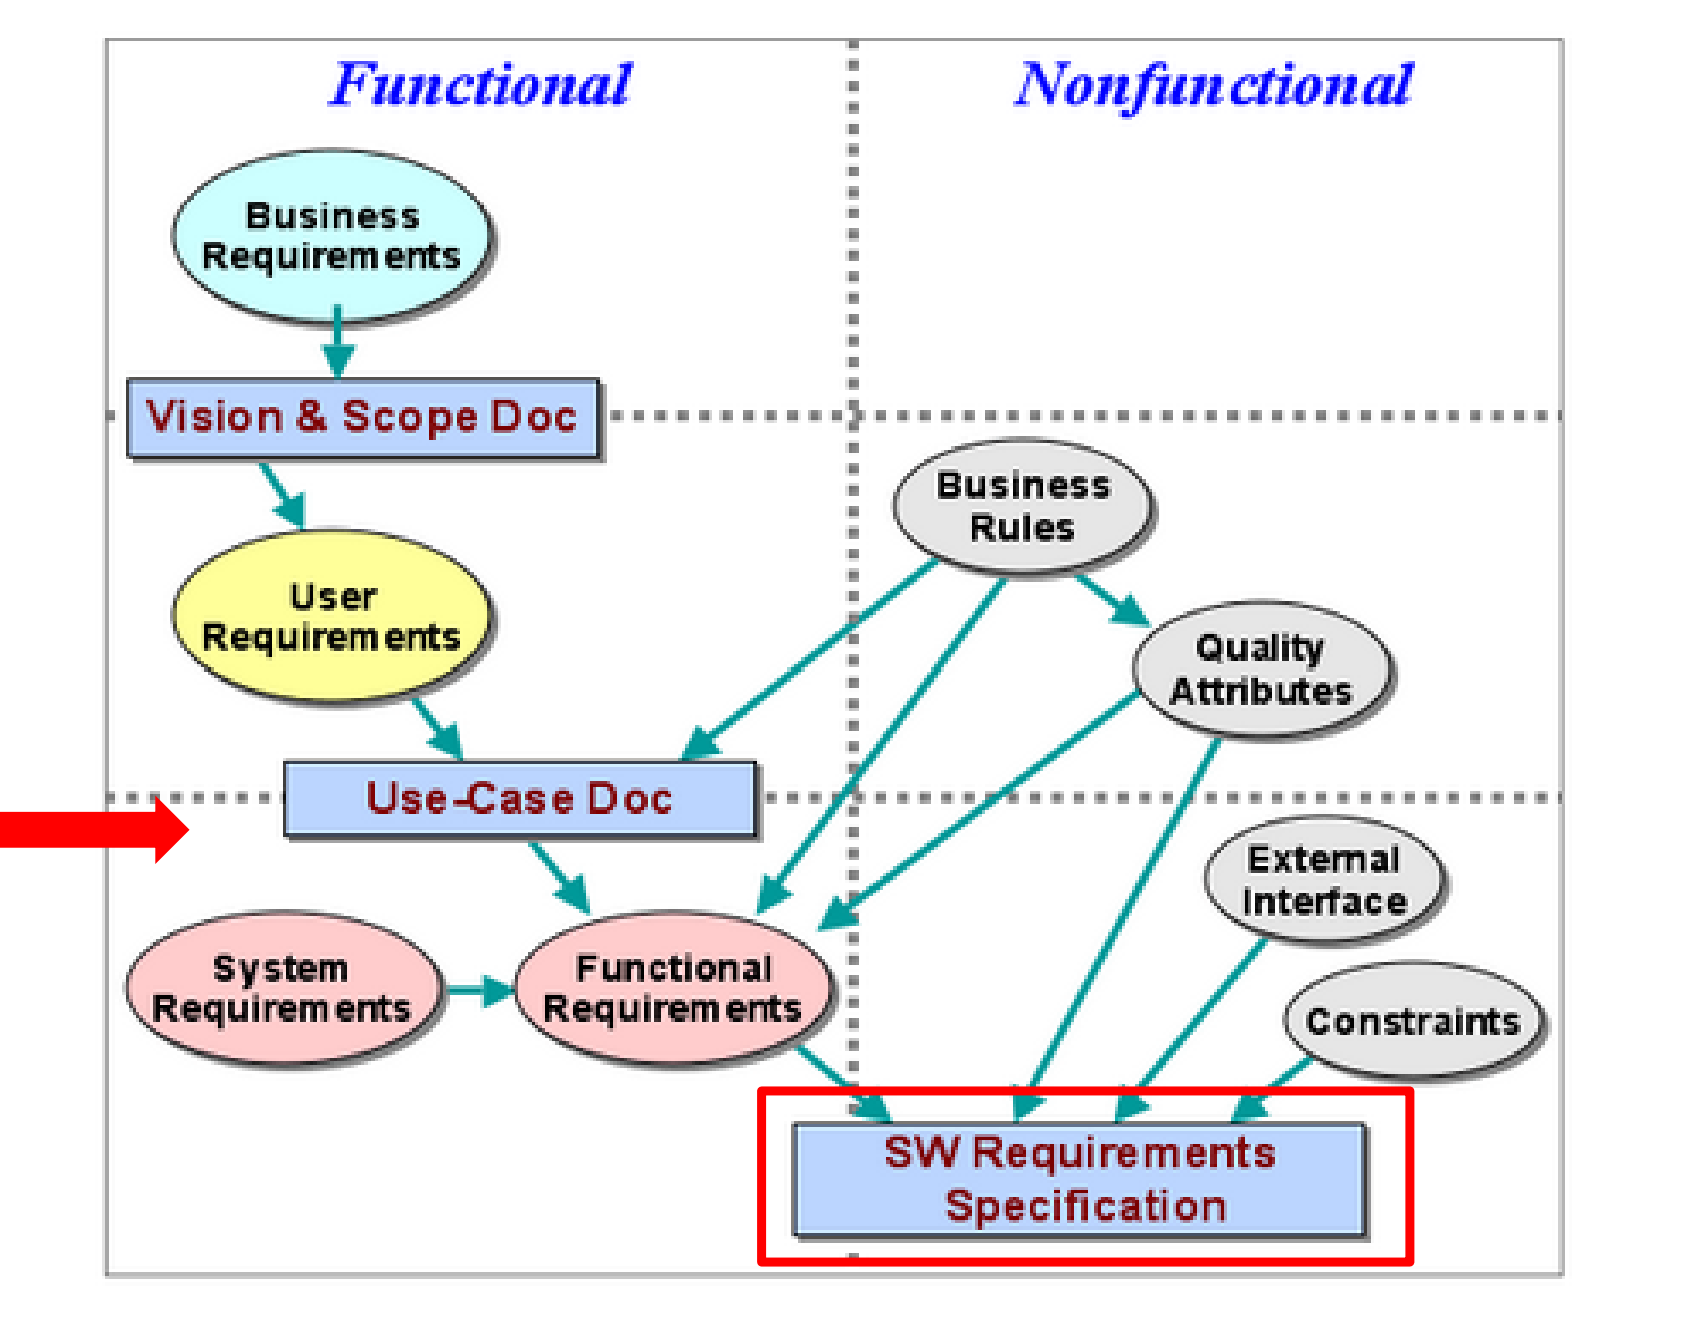 Functional
Nonfunctional
Business
Requirements
Vision & Scope Doc
Business
Rules
User
Requirements
Quality
Attributes
Use-Case Doc
External
Interface
System
Requirements
Functional
Requirements
Constraints
SW Requirements
Specification